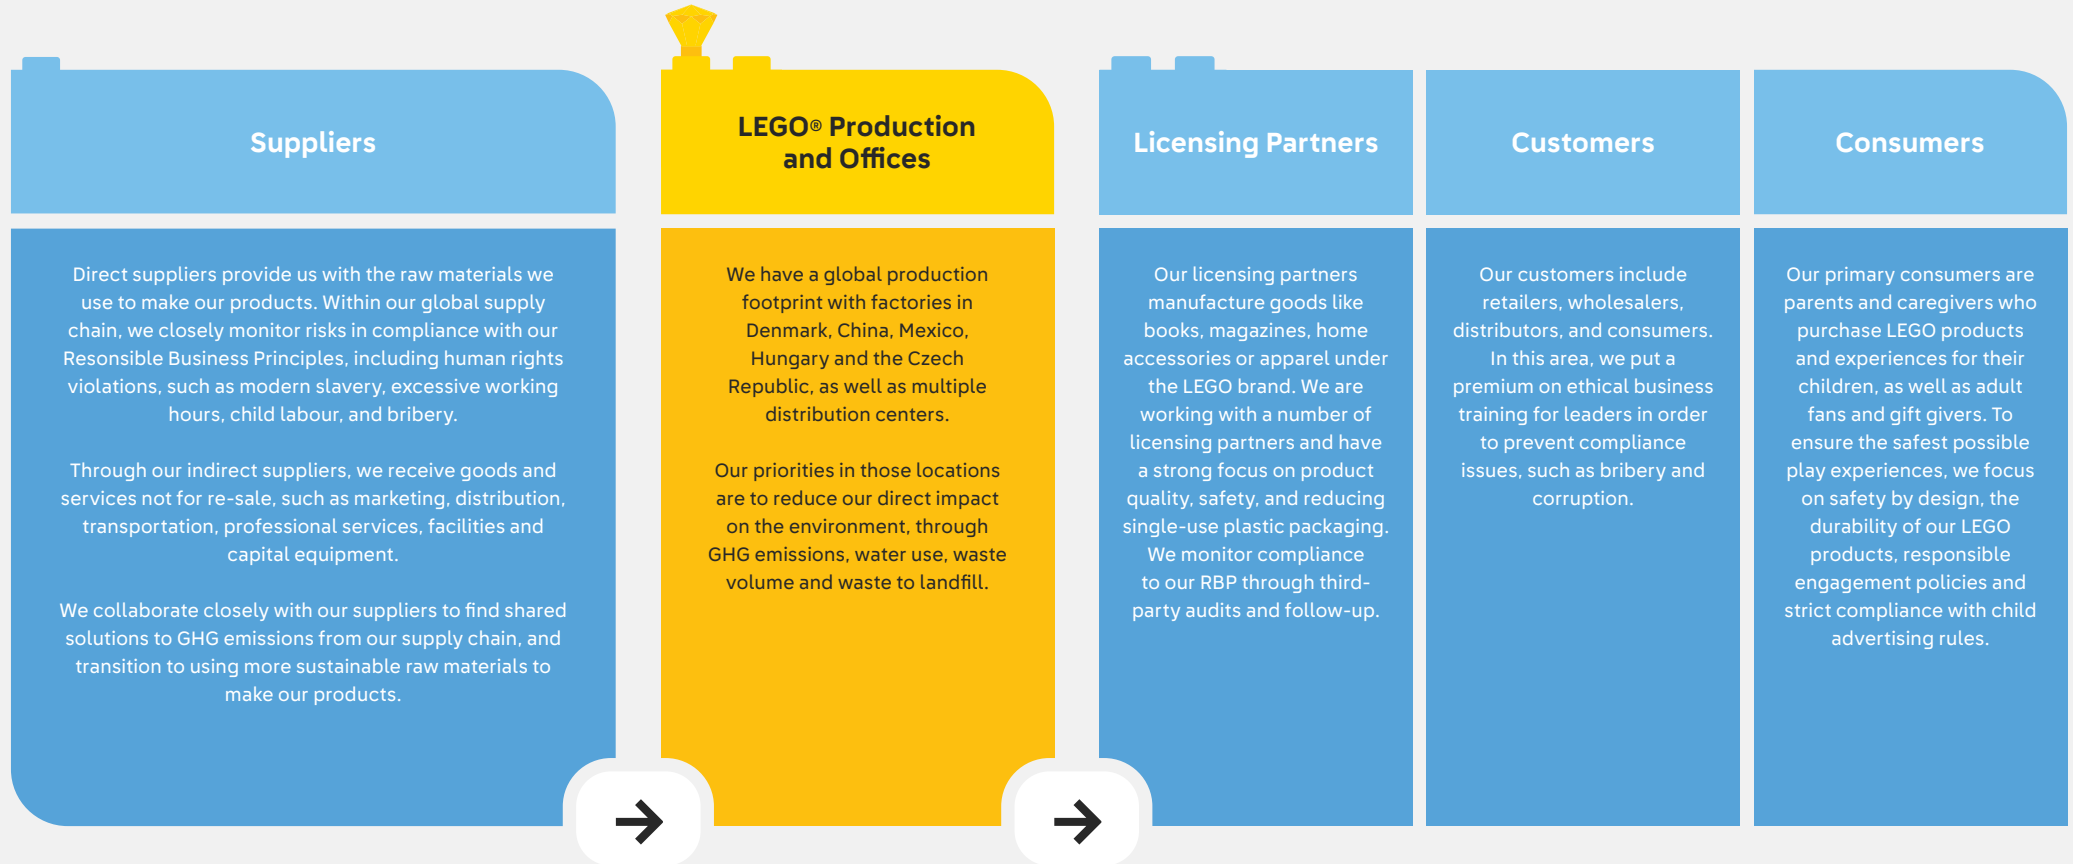 Suppliers
Direct suppliers provide us with the raw materials we
use to make our products. Within our global supply
chain, we closely monitor risks in compliance with our
Resonsible Business Principles, including human rights
violations, such as modern slavery, excessive working
hours, child labour, and bribery.
Through our indirect suppliers, we receive goods and
services not for re-sale, such as marketing, distribution,
transportation, professional services, facilities and
capital equipment.
We collaborate closely with our suppliers to find shared
solutions to GHG emissions from our supply chain, and
transition to using more sustainable raw materials to
make our products.
LEGO® Production
and Offices
We have a global production
footprint with factories in
Denmark, China, Mexico,
Hungary and the Czech
Republic, as well as multiple
distribution centers.
Our priorities in those locations
are to reduce our direct impact
on the environment, through
GHG emissions, water use, waste
volume and waste to landfill.
Licensing Partners
Our licensing partners
manufacture goods like
books, magazines, home
accessories or apparel under
the LEGO brand. We are
working with a number of
licensing partners and have
a strong focus on product
quality, safety, and reducing
single-use plastic packaging.
We monitor compliance
to our RBP through third-
party audits and follow-up.
Customers
Our customers include
retailers, wholesalers,
distributors, and consumers.
In this area, we put a
premium on ethical business
training for leaders in order
to prevent compliance
issues, such as bribery and
corruption.
Consumers
Our primary consumers are
parents and caregivers who
purchase LEGO products
and experiences for their
children, as well as adult
fans and gift givers. To
ensure the safest possible
play experiences, we focus
on safety by design, the
durability of our LEGO
products, responsible
engagement policies and
strict compliance with child
advertising rules.